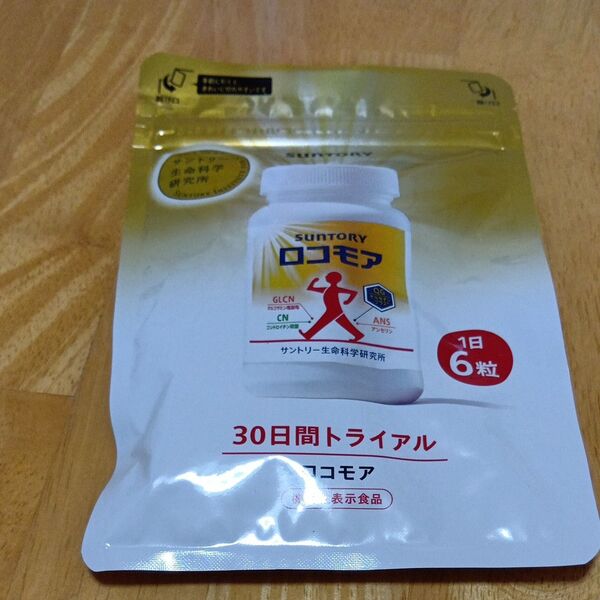 サントリー
生命科学
研究所
SUNTORY
SUNTORY
ロコモア
GLCN
グルコサミン塩酸塩
CN
コンドロイチン硫酸
ANS
アンセリン
サントリー生命科学研究所
1日
6粒
30日間トライアル
ロコモア
表示食品